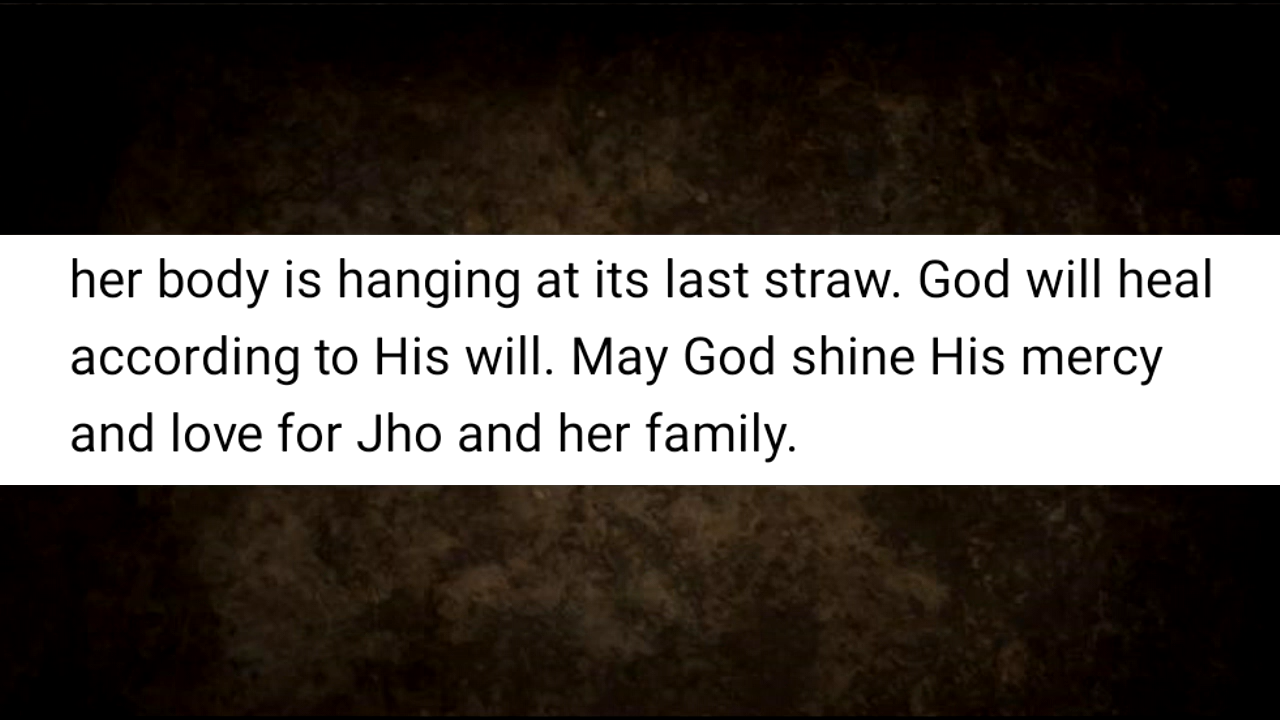 her body is hanging at its last straw. God will heal
according to His will. May God shine His mercy
and love for Jho and her family.